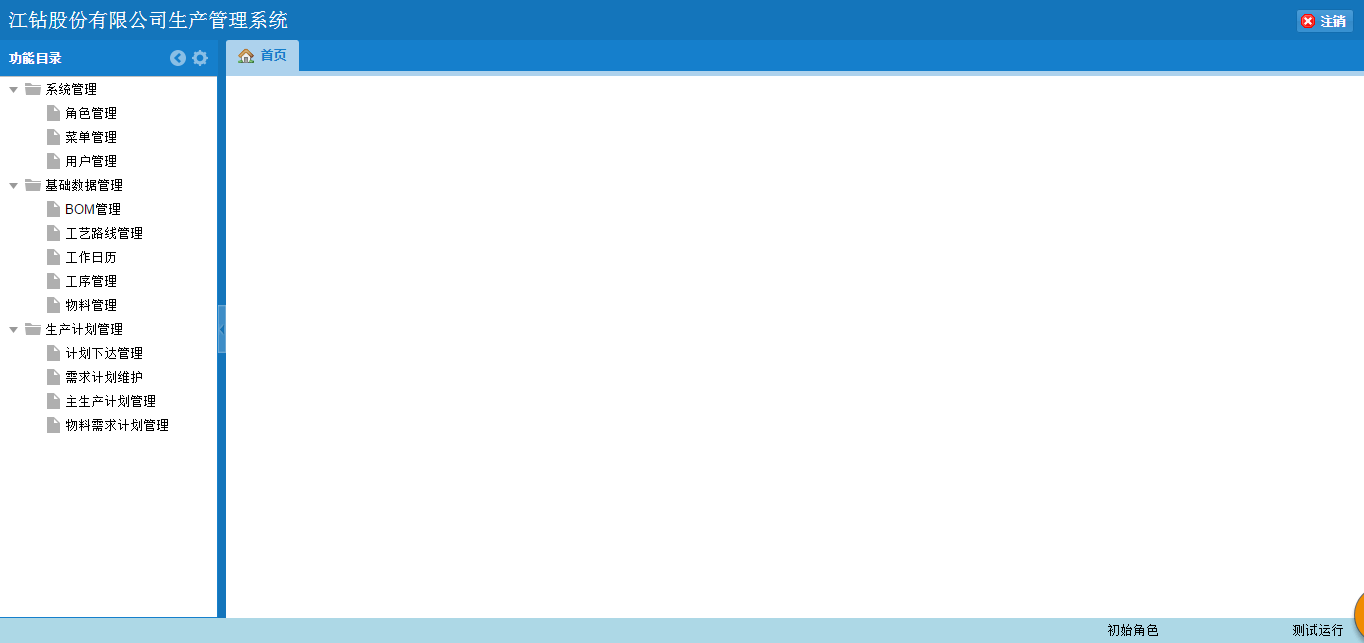 江钻股份有限公司生产管理系统
注销
功能目录
首页
系统管理
角色管理
菜单管理
用户管理
基础数据管理
BOM管理
工艺路线管理
工作日历
工序管理
物料管理
生产计划管理
计划下达管理
需求计划维护
主生产计划管理
物料需求计划管理
初始角色
测试运行